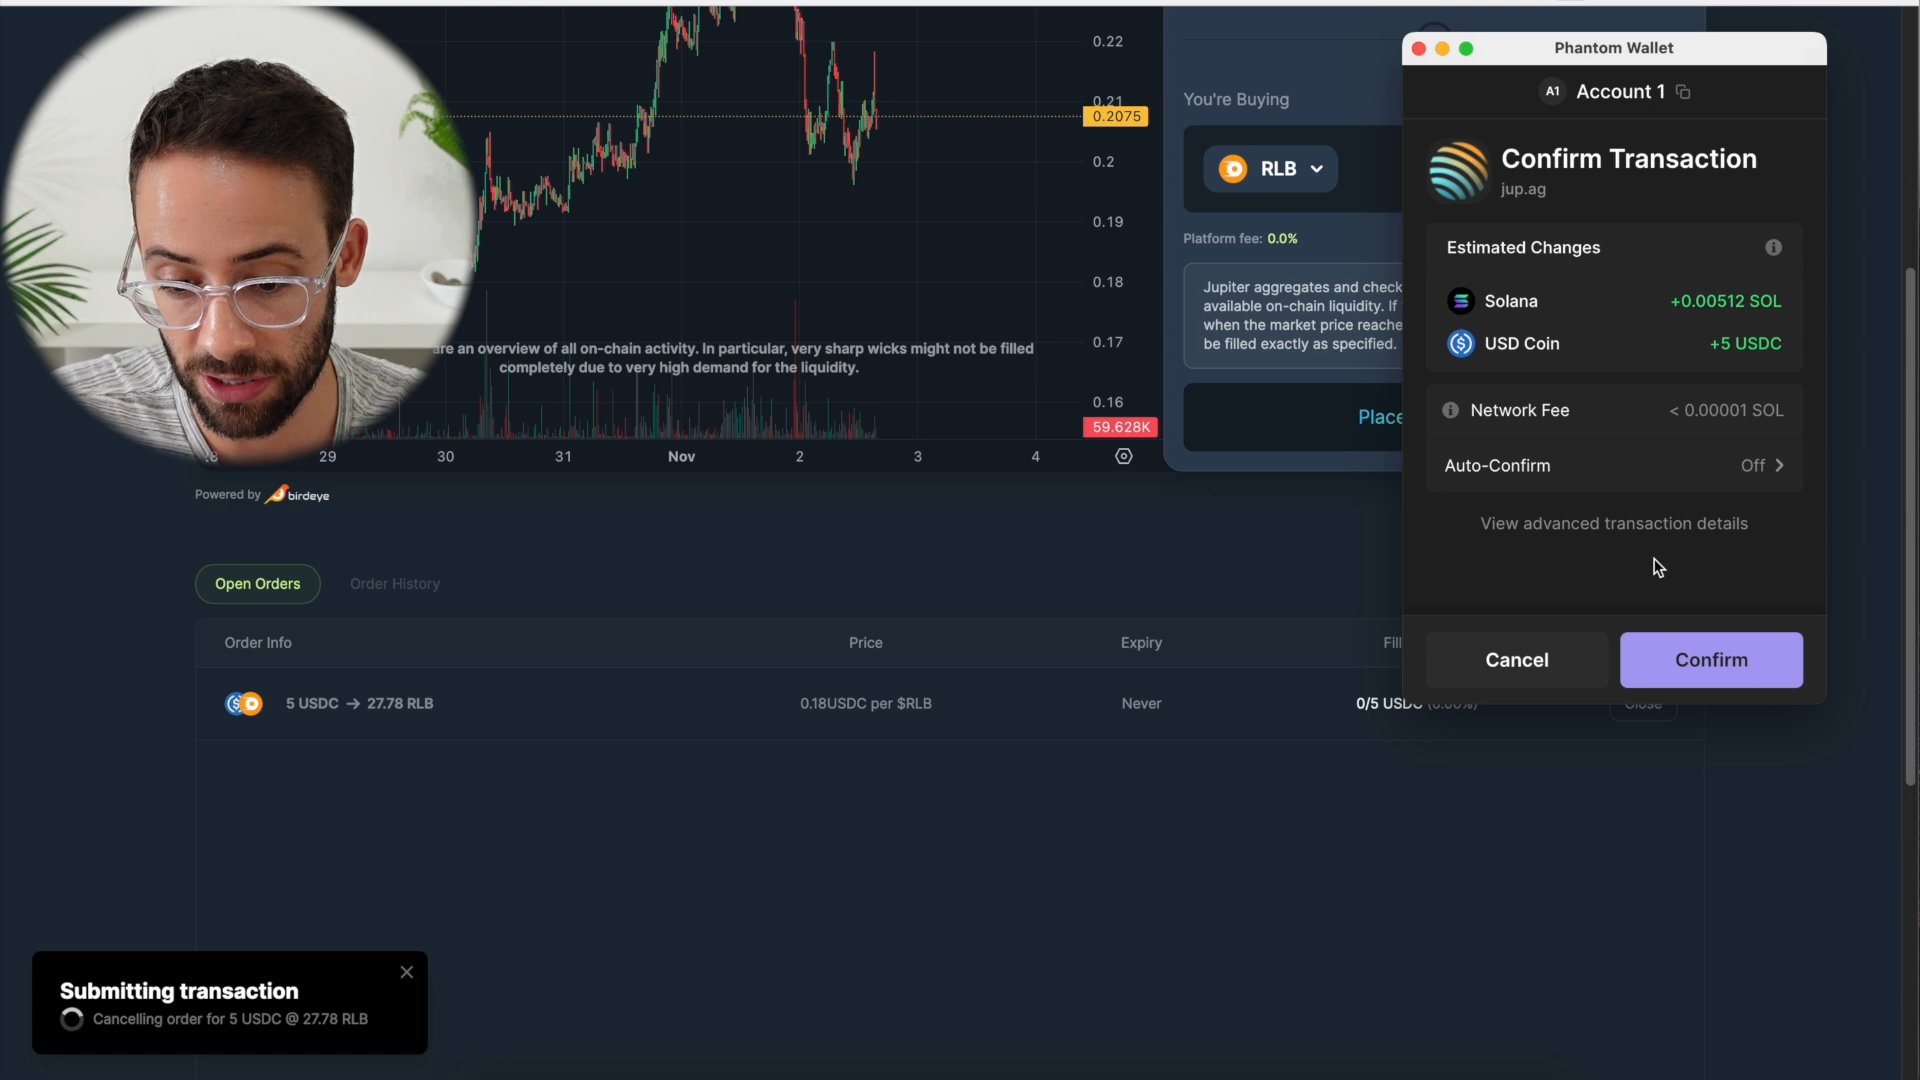 0.22
0.21
0.2075
0.2
0.19
0.18
0.17
0.16
59.628K
are an overview of all on-chain activity. In particular, very sharp wicks might not be filled
completely due to very high demand for the liquidity.
29
30
31
Nov
2
3
4
Powered by birdeye
You're Buying
RLB
Platform fee: 0.0%
Jupiter aggregates and check
available on-chain liquidity. If
when the market price reache
be filled exactly as specified.
Place
Phantom Wallet
A1 Account 1
Confirm Transaction
jup.ag
Estimated Changes
Solana +0.00512 SOL
USD Coin +5 USDC
Network Fee < 0.00001 SOL
Auto-Confirm Off
View advanced transaction details
Cancel Confirm
Open Orders Order History
Order Info Price Expiry Fill
5 USDC → 27.78 RLB 0.18USDC per $RLB Never 0/5 USDC (0.00%) Close
Submitting transaction
Cancelling order for 5 USDC @ 27.78 RLB